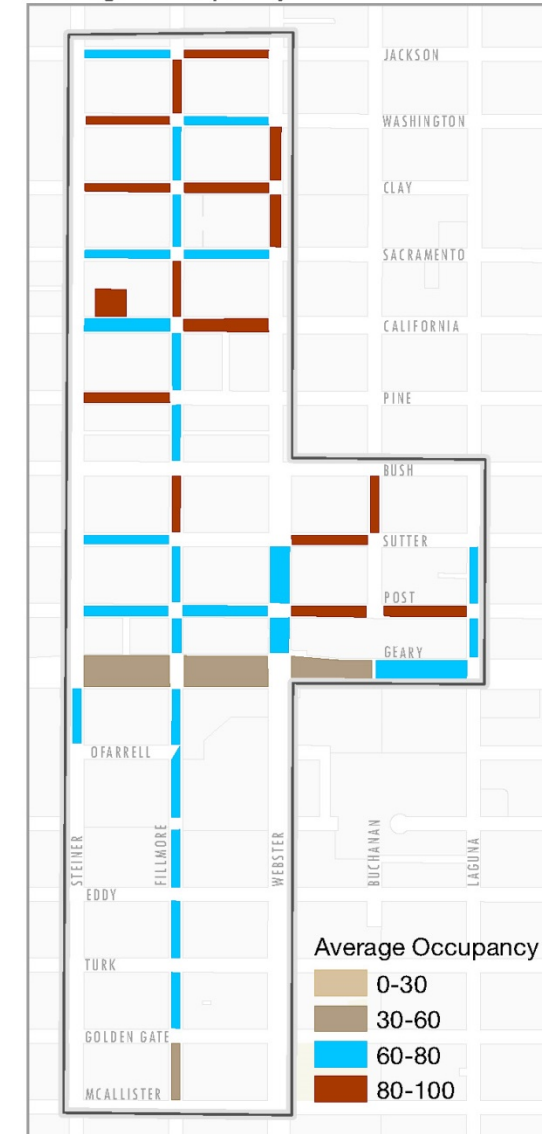 JACKSON
WASHINGTON
CLAY
SACRAMENTO
CALIFORNIA
PINE
BUSH
SUTTER
POST
GEARY
OFARRELL
STEINER
FILLMORE
WEBSTER
BUCHANAN
LAGUNA
EDDY
TURK
GOLDEN GATE
MCALLISTER
Average Occupancy
0-30
30-60
60-80
80-100